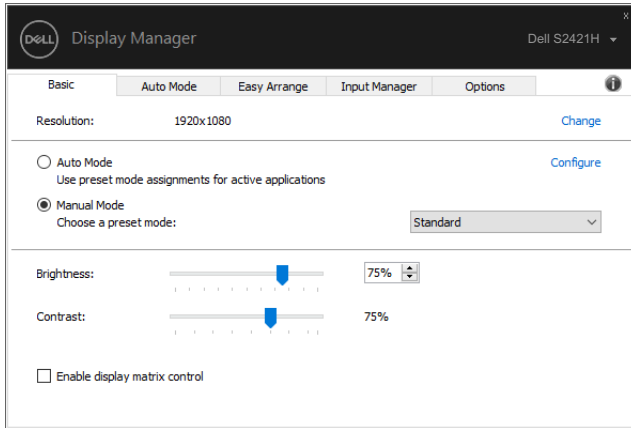 DELL Display Manager Dell S2421H
x
Basic Auto Mode Easy Arrange Input Manager Options
Resolution: 1920x1080 Change
Auto Mode Configure
Use preset mode assignments for active applications
Manual Mode
Choose a preset mode: Standard
Brightness: 75%
Contrast: 75%
Enable display matrix control